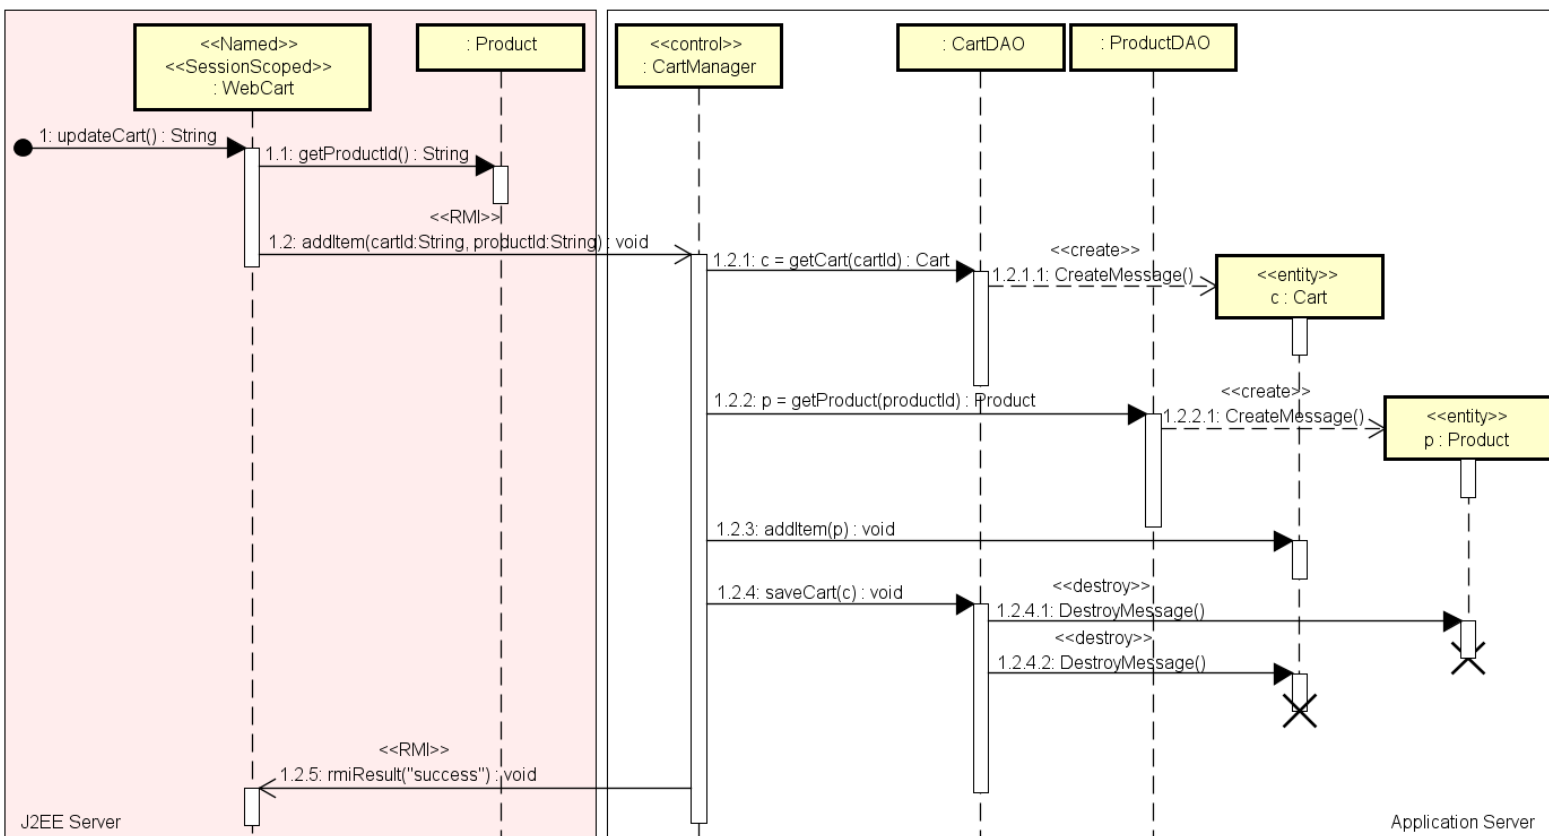 <<Named>>
<<SessionScoped>>
: WebCart
: Product
<<control>>
: CartManager
: CartDAO
: ProductDAO
1: updateCart() : String
1.1: getProductId() : String
<<RMI>>
1.2: addItem(cartId:String, productId:String) : void
1.2.1: c = getCart(cartId) : Cart
<<create>>
1.2.1.1: CreateMessage()
<<entity>>
c : Cart
1.2.2: p = getProduct(productId) : Product
<<create>>
1.2.2.1: CreateMessage()
<<entity>>
p : Product
1.2.3: addItem(p) : void
1.2.4: saveCart(c) : void
<<destroy>>
1.2.4.1: DestroyMessage()
<<destroy>>
1.2.4.2: DestroyMessage()
<<RMI>>
1.2.5: rmiResult("success") : void
J2EE Server
Application Server